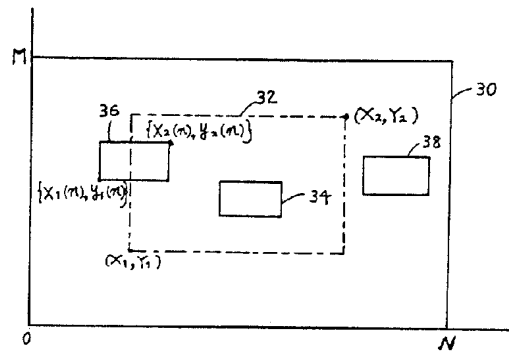 M
30
32
36
(X2, Y2)
{X2(n), y2(n)}
38
{X1(n), y1(n)}
34
(X1, Y1)
0
N